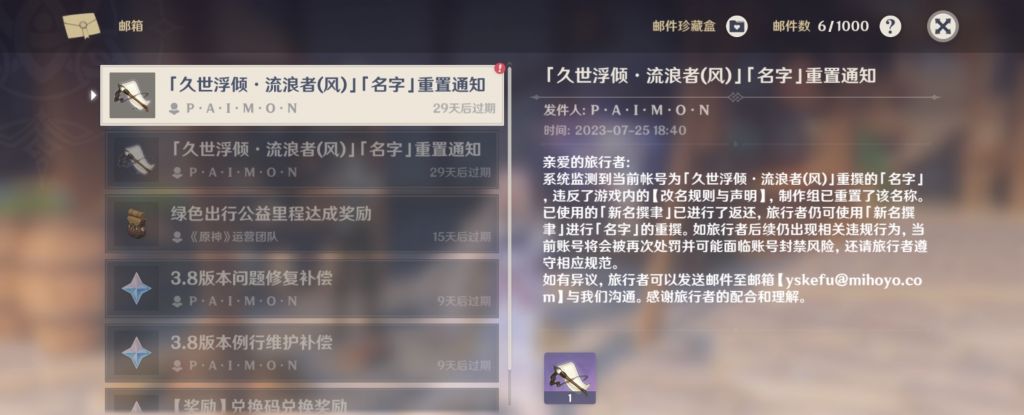 邮箱
邮件珍藏盒
邮件数 6/1000
「久世浮倾·流浪者(风)」「名字」重置通知
P·A·I·M·O·N
29天后过期
「久世浮倾·流浪者(风)」「名字」重置通知
P·A·I·M·O·N
29天后过期
绿色出行公益里程达成奖励
《原神》运营团队
15天后过期
3.8版本问题修复补偿
P·A·I·M·O·N
9天后过期
3.8版本例行维护补偿
P·A·I·M·O·N
9天后过期
【奖励】兑换码兑换奖励
「久世浮倾·流浪者(风)」「名字」重置通知
发件人: P·A·I·M·O·N
时间: 2023-07-25 18:40
亲爱的旅行者:
系统监测到当前帐号为「久世浮倾·流浪者(风)」重撰的「名字」
，违反了游戏内的【改名规则与声明】，制作组已重置了该名称。
已使用的「新名撰聿」已进行了返还，旅行者仍可使用「新名撰
聿」进行「名字」的重撰。如旅行者后续仍出现相关违规行为，当
前账号将会被再次处罚并可能面临账号封禁风险，还请旅行者遵
守相应规范。
如有异议，旅行者可以发送邮件至邮箱【yskefu@mihoyo.co
m】与我们沟通。感谢旅行者的配合和理解。
1